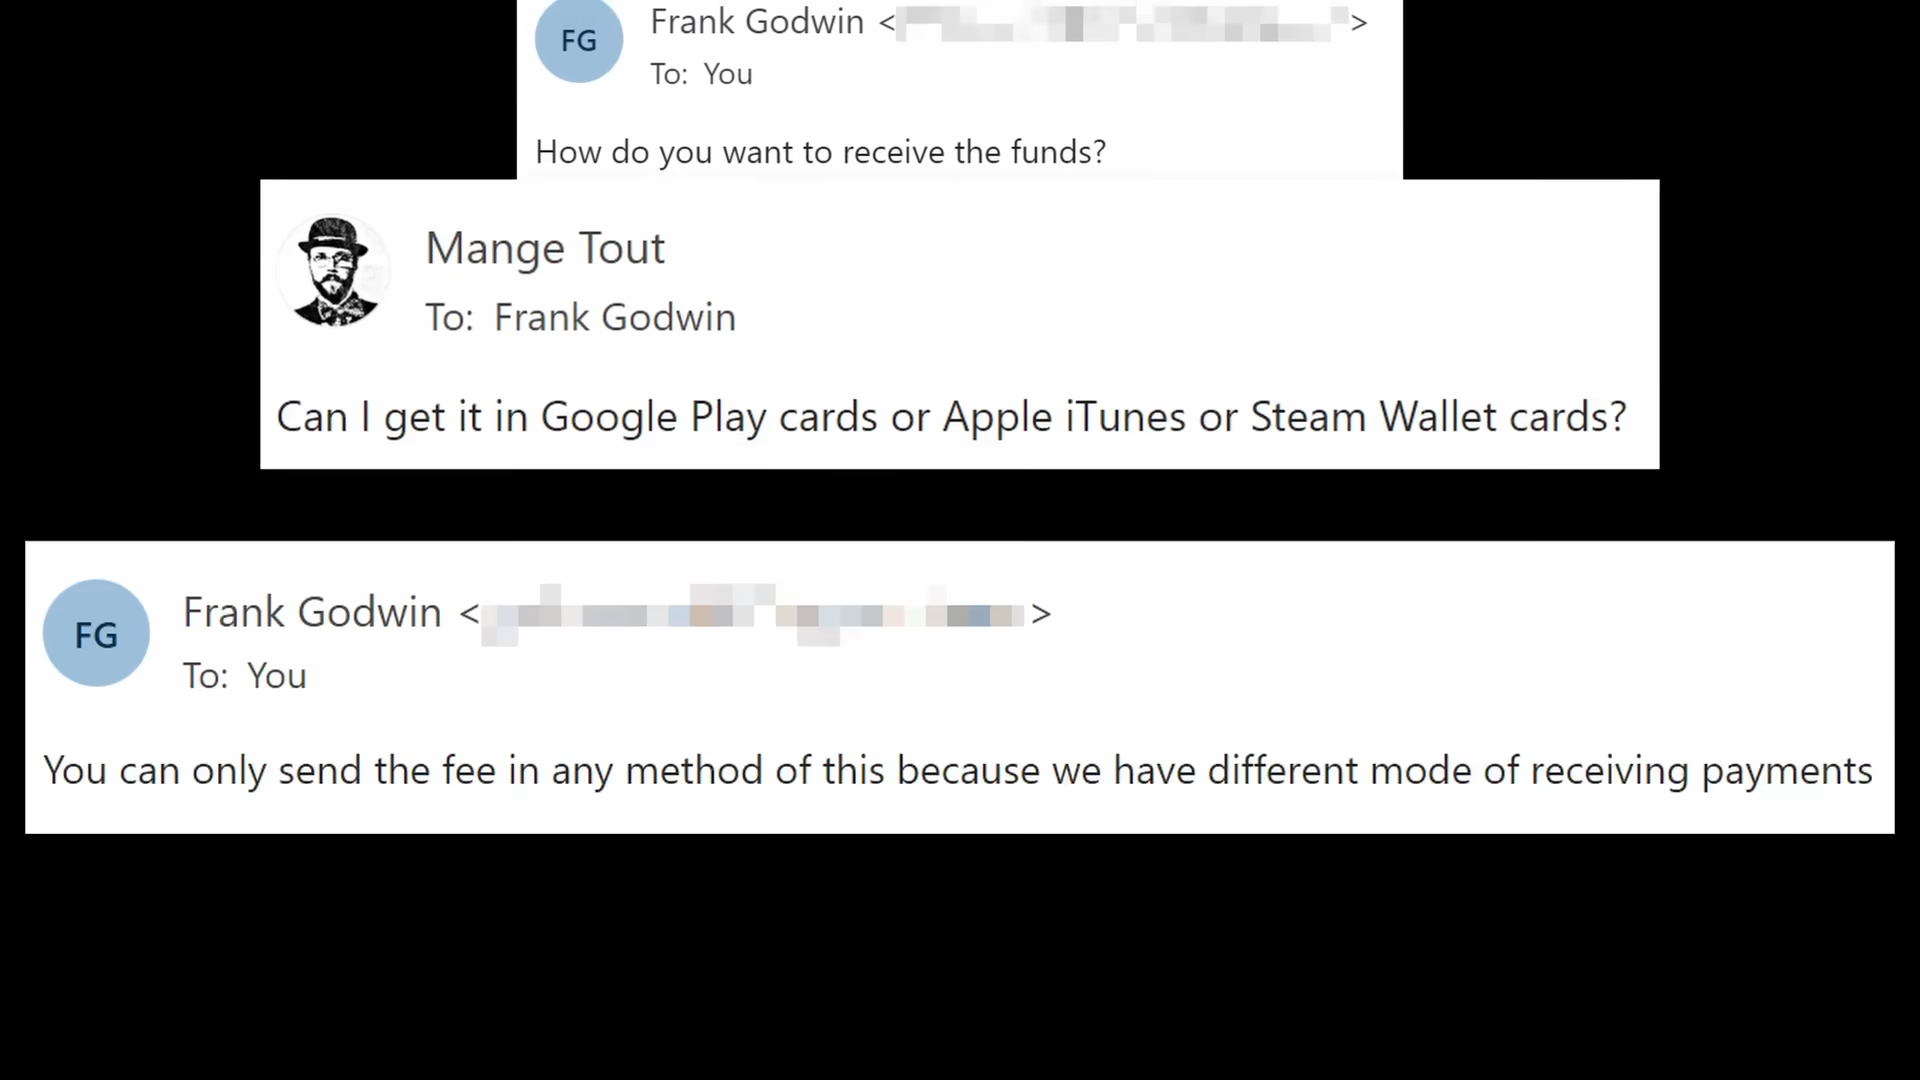 FG
Frank Godwin < >
To: You
How do you want to receive the funds?
Mange Tout
To: Frank Godwin
Can I get it in Google Play cards or Apple iTunes or Steam Wallet cards?
FG
Frank Godwin < >
To: You
You can only send the fee in any method of this because we have different mode of receiving payments